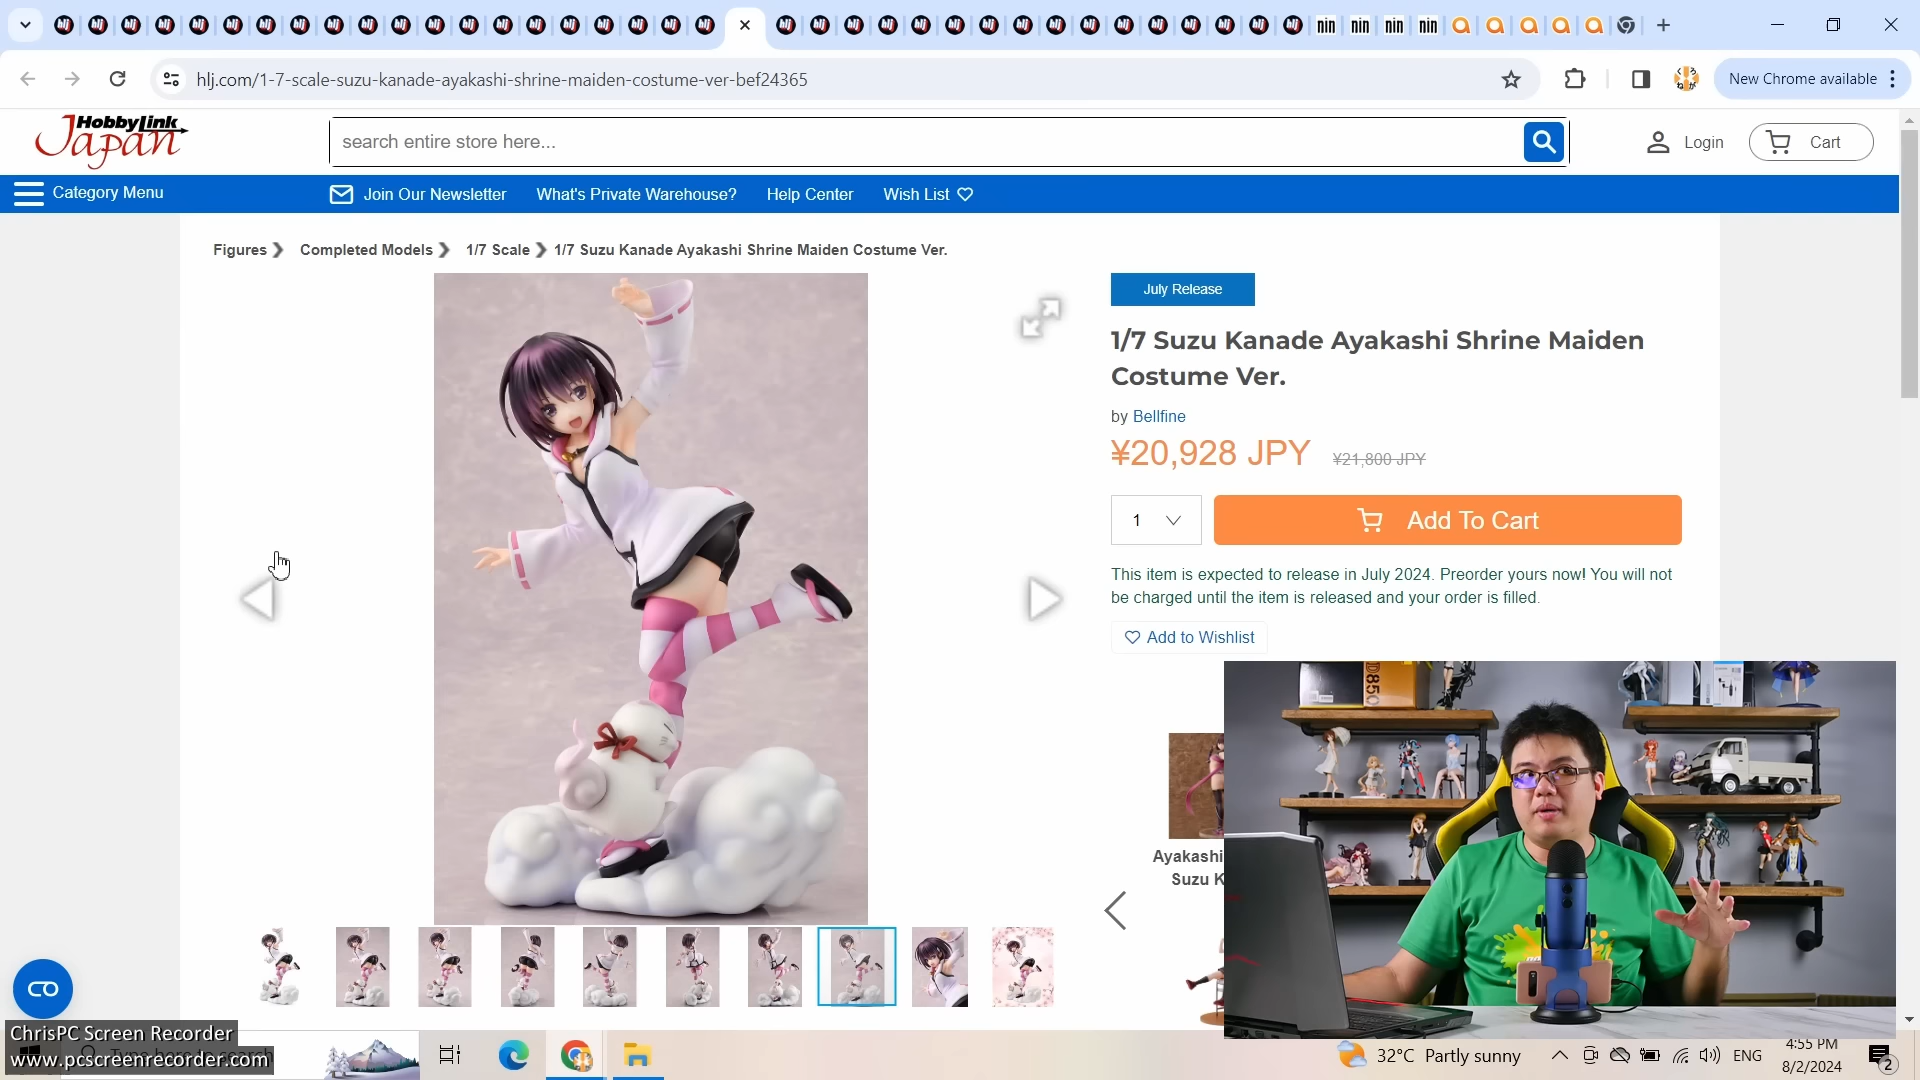 hlj.com/1-7-scale-suzu-kanade-ayakashi-shrine-maiden-costume-ver-bef24365
New Chrome available
HobbyLink
Japan
search entire store here...
Login
Cart
Category Menu
Join Our Newsletter
What's Private Warehouse?
Help Center
Wish List
Figures
Completed Models
1/7 Scale
1/7 Suzu Kanade Ayakashi Shrine Maiden Costume Ver.
July Release
1/7 Suzu Kanade Ayakashi Shrine Maiden
Costume Ver.
by Bellfine
¥20,928 JPY ¥21,800 JPY
1
Add To Cart
This item is expected to release in July 2024. Preorder yours now! You will not
be charged until the item is released and your order is filled.
Add to Wishlist
Ayakashi
Suzu K
ChrisPC Screen Recorder
www.pcscreenrecorder.com
32°C Partly sunny
ENG
4:55 PM
8/2/2024
2